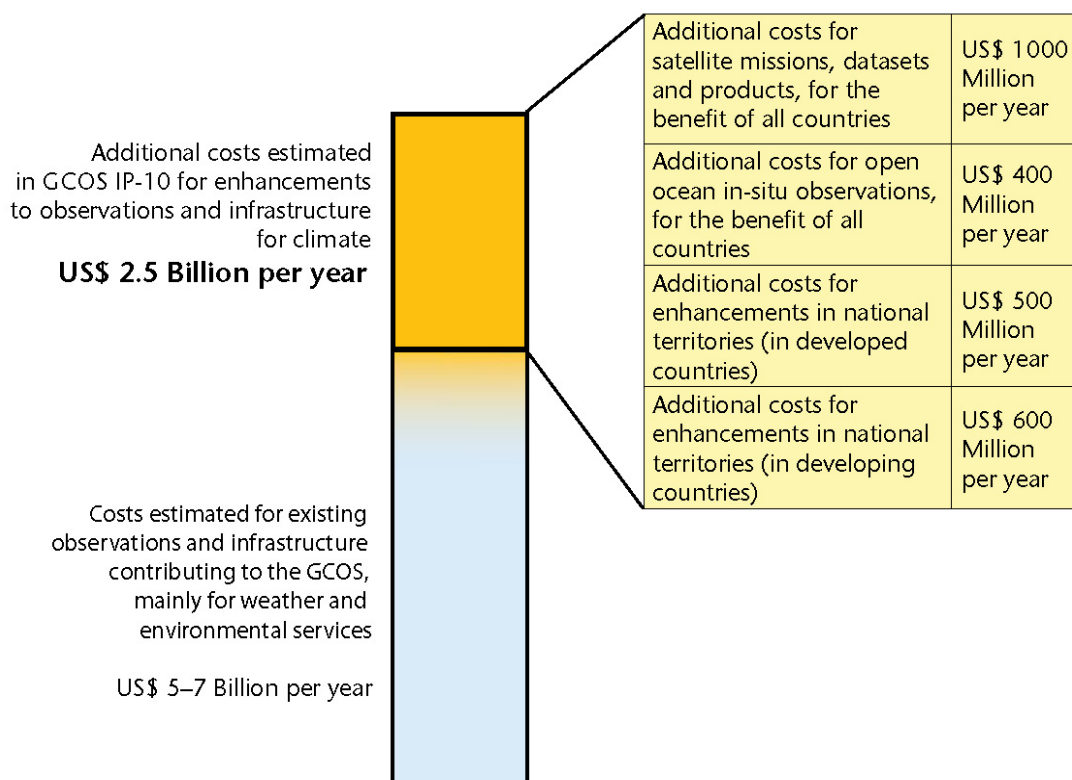 Additional costs estimated
in GCOS IP-10 for enhancements
to observations and infrastructure
for climate
US$ 2.5 Billion per year
Costs estimated for existing
observations and infrastructure
contributing to the GCOS,
mainly for weather and
environmental services
US$ 5–7 Billion per year
Additional costs for
satellite missions, datasets
and products, for the
benefit of all countries
US$ 1000
Million
per year
Additional costs for open
ocean in-situ observations,
for the benefit of all
countries
US$ 400
Million
per year
Additional costs for
enhancements in national
territories (in developed
countries)
US$ 500
Million
per year
Additional costs for
enhancements in national
territories (in developing
countries)
US$ 600
Million
per year